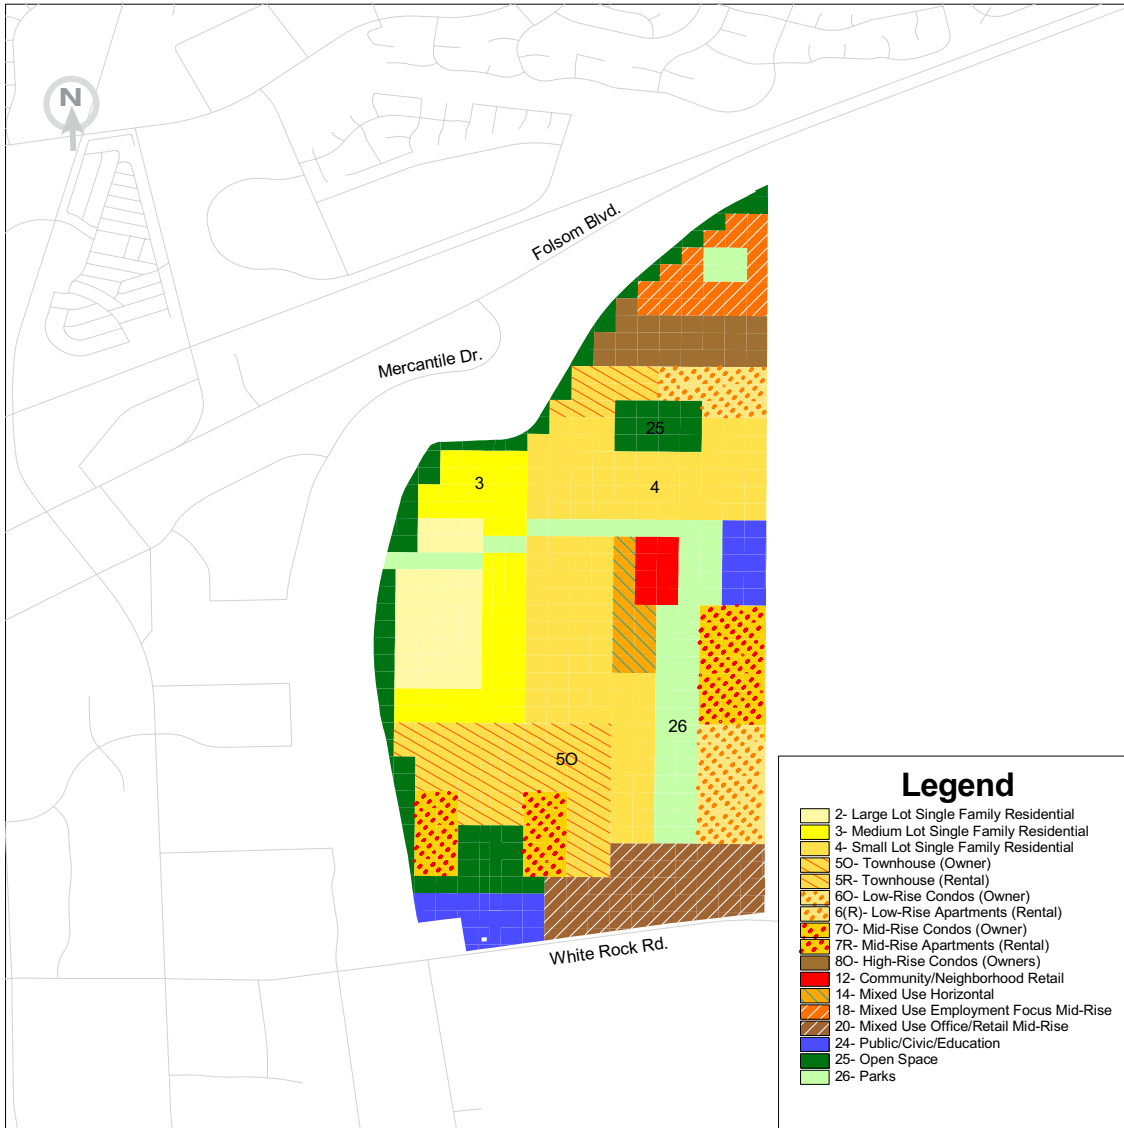 N
Folsom Blvd.
Mercantile Dr.
25
3
4
26
5O
White Rock Rd.
Legend
2- Large Lot Single Family Residential
3- Medium Lot Single Family Residential
4- Small Lot Single Family Residential
5O- Townhouse (Owner)
5R- Townhouse (Rental)
6O- Low-Rise Condos (Owner)
6(R)- Low-Rise Apartments (Rental)
7O- Mid-Rise Condos (Owner)
7R- Mid-Rise Apartments (Rental)
8O- High-Rise Condos (Owners)
12- Community/Neighborhood Retail
14- Mixed Use Horizontal
18- Mixed Use Employment Focus Mid-Rise
20- Mixed Use Office/Retail Mid-Rise
24- Public/Civic/Education
25- Open Space
26- Parks